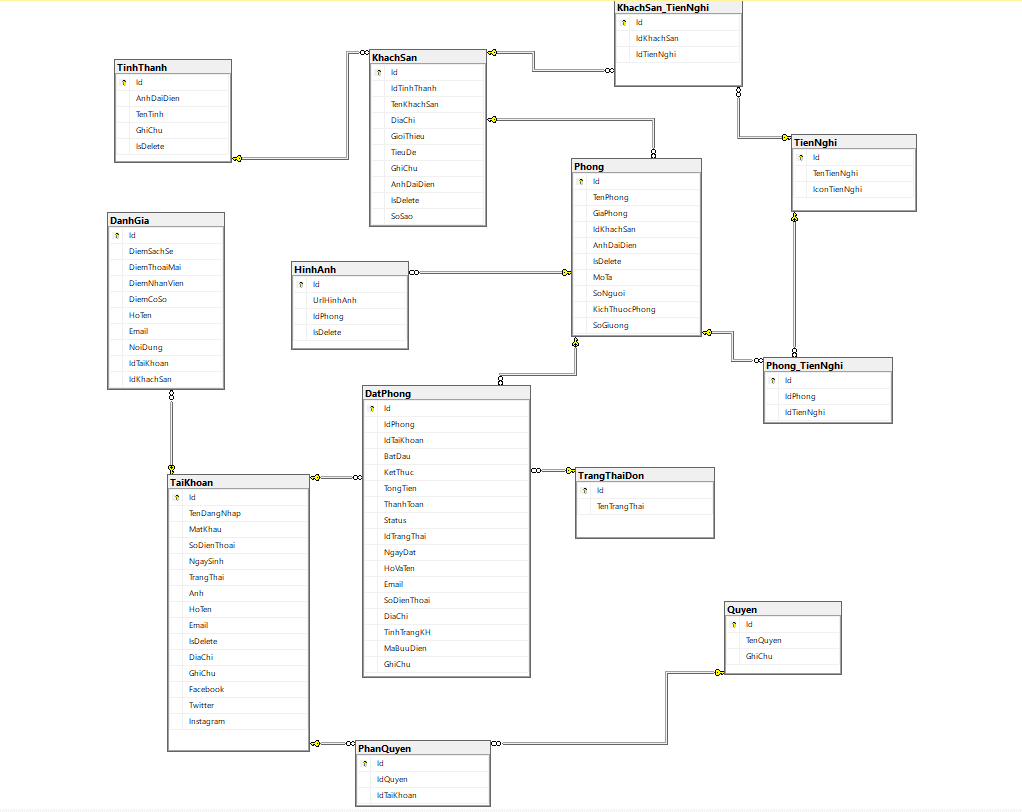 KhachSan_TienNghi
Id
IdKhachSan
IdTienNghi
KhachSan
Id
IdTinhThanh
TenKhachSan
DiaChi
GioiThieu
TieuDe
GhiChu
AnhDaiDien
IsDelete
SoSao
TinhThanh
Id
AnhDaiDien
TenTinh
GhiChu
IsDelete
TienNghi
Id
TenTienNghi
IconTienNghi
Phong
Id
TenPhong
GiaPhong
IdKhachSan
AnhDaiDien
IsDelete
MoTa
SoNguoi
KichThuocPhong
SoGiuong
DanhGia
Id
DiemSachSe
DiemThoaiMai
DiemNhanVien
DiemCoSo
HoTen
Email
NoiDung
IdTaiKhoan
IdKhachSan
HinhAnh
Id
UrlHinhAnh
IdPhong
IsDelete
Phong_TienNghi
Id
IdPhong
IdTienNghi
DatPhong
Id
IdPhong
IdTaiKhoan
BatDau
KetThuc
TongTien
ThanhToan
Status
IdTrangThai
NgayDat
HoVaTen
Email
SoDienThoai
DiaChi
TinhTrangKH
MaBuuDien
GhiChu
TrangThaiDon
Id
TenTrangThai
TaiKhoan
Id
TenDangNhap
MatKhau
SoDienThoai
NgaySinh
TrangThai
Anh
HoTen
Email
IsDelete
DiaChi
GhiChu
Facebook
Twitter
Instagram
Quyen
Id
TenQuyen
GhiChu
PhanQuyen
Id
IdQuyen
IdTaiKhoan